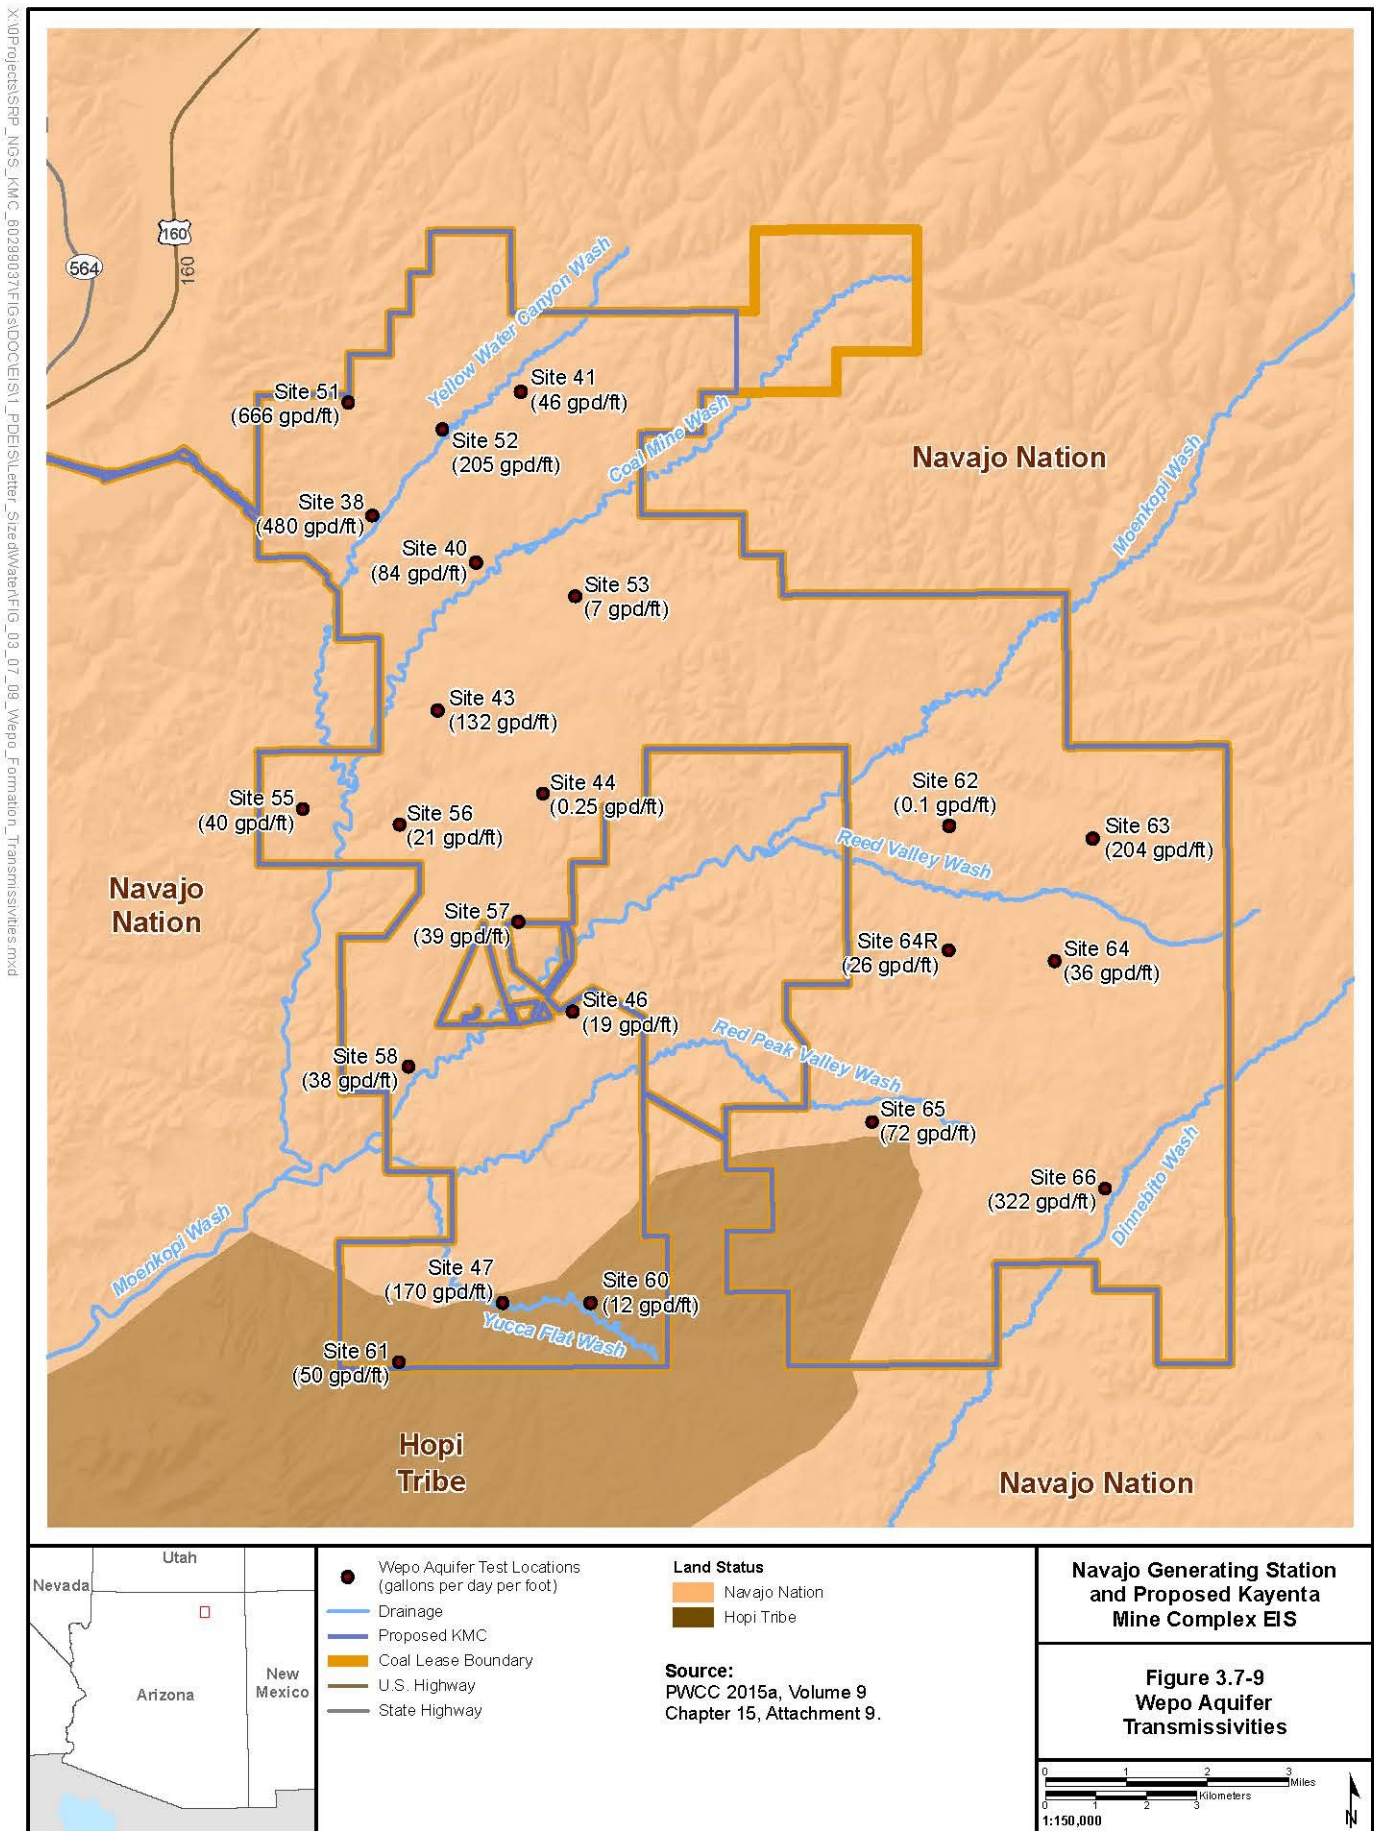 X:\0Projects\SRP_NGS_KMC_60299037\FIGs\DOC\EIS\1_PDEIS\Letter_Sized\Water\FIG_03_07_09_Wepo_Formation_Transmissivities.mxd
160
564
160
Yellow Water Canyon Wash
Site 51
(666 gpd/ft)
Site 41
(46 gpd/ft)
Site 52
(205 gpd/ft)
Coal Mine Wash
Navajo Nation
Moenkopi Wash
Site 38
(480 gpd/ft)
Site 40
(84 gpd/ft)
Site 53
(7 gpd/ft)
Site 43
(132 gpd/ft)
Site 44
(0.25 gpd/ft)
Site 62
(0.1 gpd/ft)
Site 55
(40 gpd/ft)
Site 56
(21 gpd/ft)
Site 63
(204 gpd/ft)
Reed Valley Wash
Navajo
Nation
Site 57
(39 gpd/ft)
Site 64R
(26 gpd/ft)
Site 64
(36 gpd/ft)
Site 46
(19 gpd/ft)
Red Peak Valley Wash
Site 58
(38 gpd/ft)
Site 65
(72 gpd/ft)
Site 66
(322 gpd/ft)
Dinnebito Wash
Moenkopi Wash
Site 47
(170 gpd/ft)
Site 60
(12 gpd/ft)
Yucca Flat Wash
Site 61
(50 gpd/ft)
Hopi
Tribe
Navajo Nation
Utah
Nevada
Arizona
New
Mexico
Wepo Aquifer Test Locations
(gallons per day per foot)
Drainage
Proposed KMC
Coal Lease Boundary
U.S. Highway
State Highway
Land Status
Navajo Nation
Hopi Tribe
Source:
PWCC 2015a, Volume 9
Chapter 15, Attachment 9.
Navajo Generating Station
and Proposed Kayenta
Mine Complex EIS
Figure 3.7-9
Wepo Aquifer
Transmissivities
0 1 2 3
Miles
Kilometers
0 1 2 3
1:150,000
N